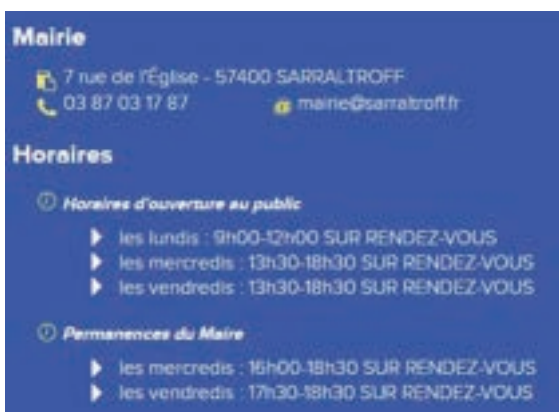 Mairie
7 rue de l'Église - 57400 SARRALTROFF
03 87 03 17 87 @ mairie@sarraltroff.fr
Horaires
Horaires d'ouverture au public
les lundis : 9h00-12h00 SUR RENDEZ-VOUS
les mercredis : 13h30-18h30 SUR RENDEZ-VOUS
les vendredis : 13h30-18h30 SUR RENDEZ-VOUS
Permanences du Maire
les mercredis : 16h00-18h30 SUR RENDEZ-VOUS
les vendredis : 17h30-18h30 SUR RENDEZ-VOUS